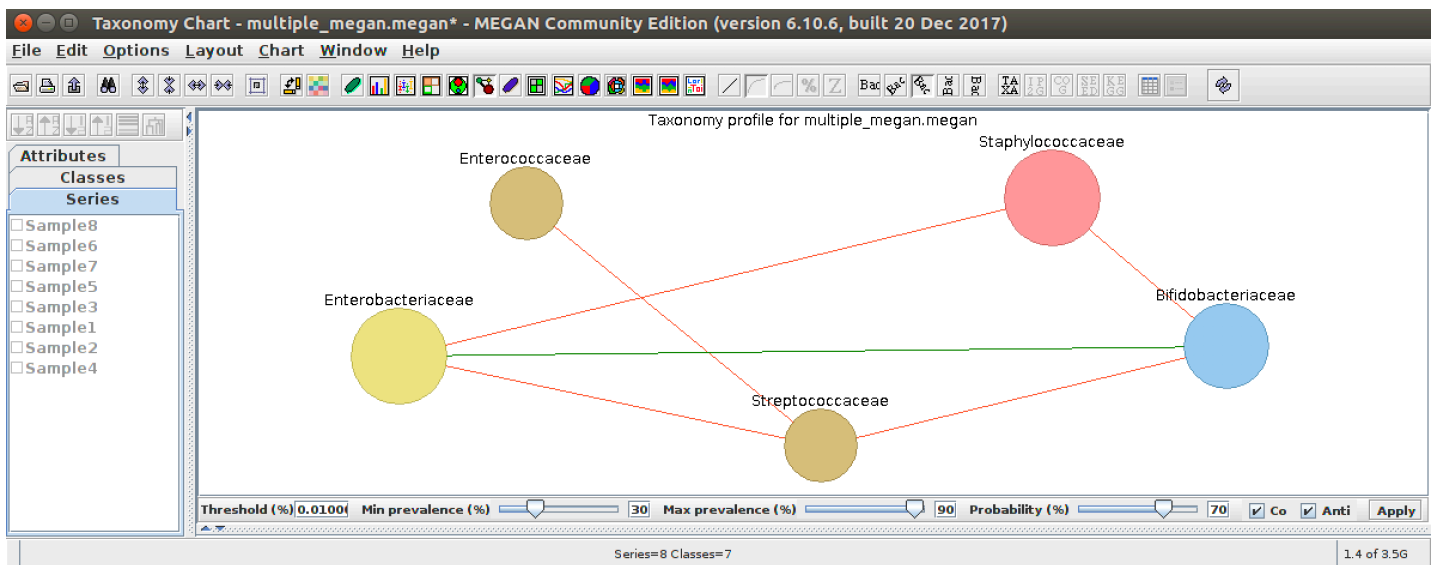 Taxonomy Chart - multiple_megan.megan* - MEGAN Community Edition (version 6.10.6, built 20 Dec 2017)
File Edit Options Layout Chart Window Help
Bac
TA XA
Attributes
Classes
Series
Sample8
Sample6
Sample7
Sample5
Sample3
Sample1
Sample2
Sample4
Taxonomy profile for multiple_megan.megan
Enterococcaceae
Staphylococcaceae
Enterobacteriaceae
Bifidobacteriaceae
Streptococcaceae
Threshold (%) 0.0100 Min prevalence (%) 30 Max prevalence (%) 90 Probability (%) 70 Co Anti Apply
Series=8 Classes=7
1.4 of 3.5G